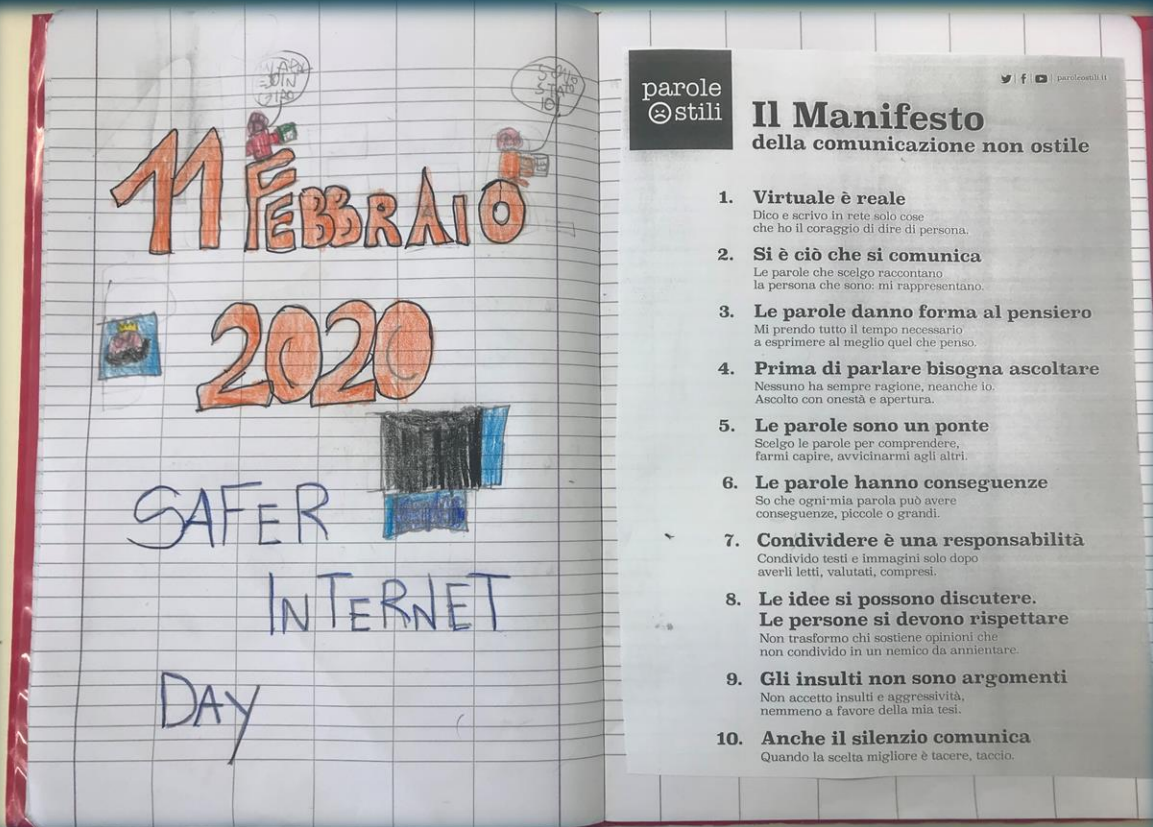 11 FEBBRAIO
2020
SAFER
INTERNET
DAY
parole
ostili
paroleostili.it
Il Manifesto
della comunicazione non ostile
1. Virtuale è reale
Dico e scrivo in rete solo cose
che ho il coraggio di dire di persona.
2. Si è ciò che si comunica
Le parole che scelgo raccontano
la persona che sono: mi rappresentano.
3. Le parole danno forma al pensiero
Mi prendo tutto il tempo necessario
a esprimere al meglio quel che penso.
4. Prima di parlare bisogna ascoltare
Nessuno ha sempre ragione, neanche io.
Ascolto con onestà e apertura.
5. Le parole sono un ponte
Scelgo le parole per comprendere,
farmi capire, avvicinarmi agli altri.
6. Le parole hanno conseguenze
So che ogni mia parola può avere
conseguenze, piccole o grandi.
7. Condividere è una responsabilità
Condivido testi e immagini solo dopo
averli letti, valutati, compresi.
8. Le idee si possono discutere.
Le persone si devono rispettare
Non trasformo chi sostiene opinioni che
non condivido in un nemico da annientare.
9. Gli insulti non sono argomenti
Non accetto insulti e aggressività,
nemmeno a favore della mia tesi.
10. Anche il silenzio comunica
Quando la scelta migliore è tacere, taccio.